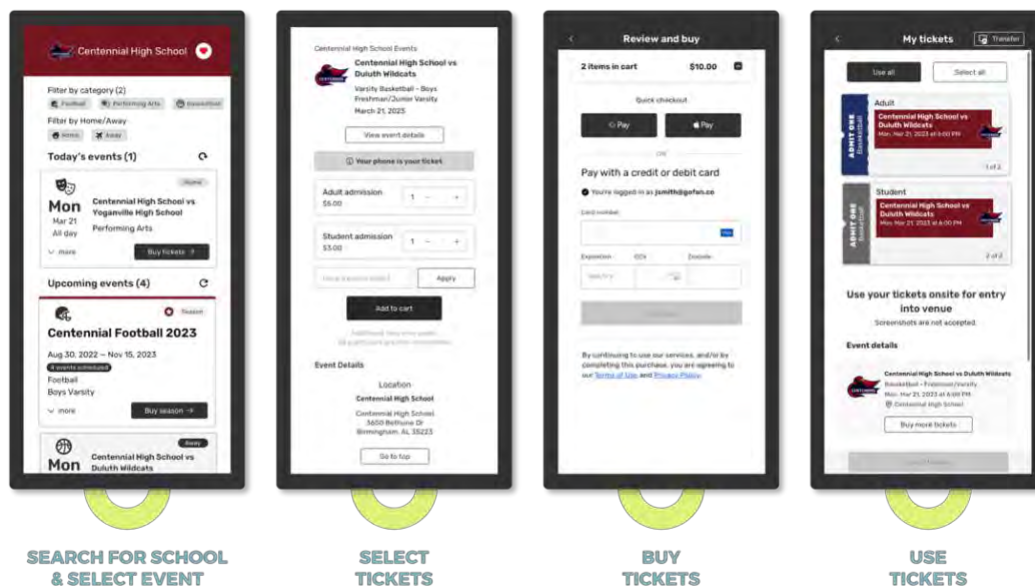 Centennial High School
Filter by category (2)
Football
Performing Arts
Basketball
Filter by Home/Away
Home
Away
Today's events (1)
Home
Mon
Mar 21
All day
Centennial High School vs
Yoganville High School
Performing Arts
more
Buy tickets →
Upcoming events (4)
Season
Centennial Football 2023
Aug 30, 2022 – Nov 15, 2023
4 events scheduled
Football
Boys Varsity
more
Buy season →
Away
Mon
Centennial High School vs
Duluth Wildcats
SEARCH FOR SCHOOL
& SELECT EVENT
Centennial High School Events
Centennial High School vs
Duluth Wildcats
Varsity Basketball - Boys
Freshman/Junior Varsity
March 21, 2023
View event details
Your phone is your ticket
Adult admission
$5.00
1 - +
Student admission
$3.00
1 - +
Apply
Add to cart
Event Details
Location
Centennial High School
Centennial High School
3600 Bethune Dr
Birmingham, AL 35223
Go to top
SELECT
TICKETS
Review and buy
2 items in cart
$10.00
Quick checkout
Pay
Pay
OR
Pay with a credit or debit card
You're logged in as jsmith@gofan.co
Card number
Expiration
CCV
Zipcode
By continuing to use our services, and/or by
completing this purchase, you are agreeing to
our Terms of Use, and Privacy Policy.
BUY
TICKETS
My tickets
Transfer
Use all
Select all
ADMIT ONE
Basketball
Adult
Centennial High School vs
Duluth Wildcats
Mon, Mar 21, 2023 at 6:00 PM
1 of 2
ADMIT ONE
Basketball
Student
Centennial High School vs
Duluth Wildcats
Mon, Mar 21, 2023 at 6:00 PM
2 of 2
Use your tickets onsite for entry
into venue
Screenshots are not accepted.
Event details
Centennial High School vs Duluth Wildcats
Basketball - Freshman/Varsity
Mon, Mar 21, 2023 at 6:00 PM
Centennial High School
Buy more tickets
USE
TICKETS